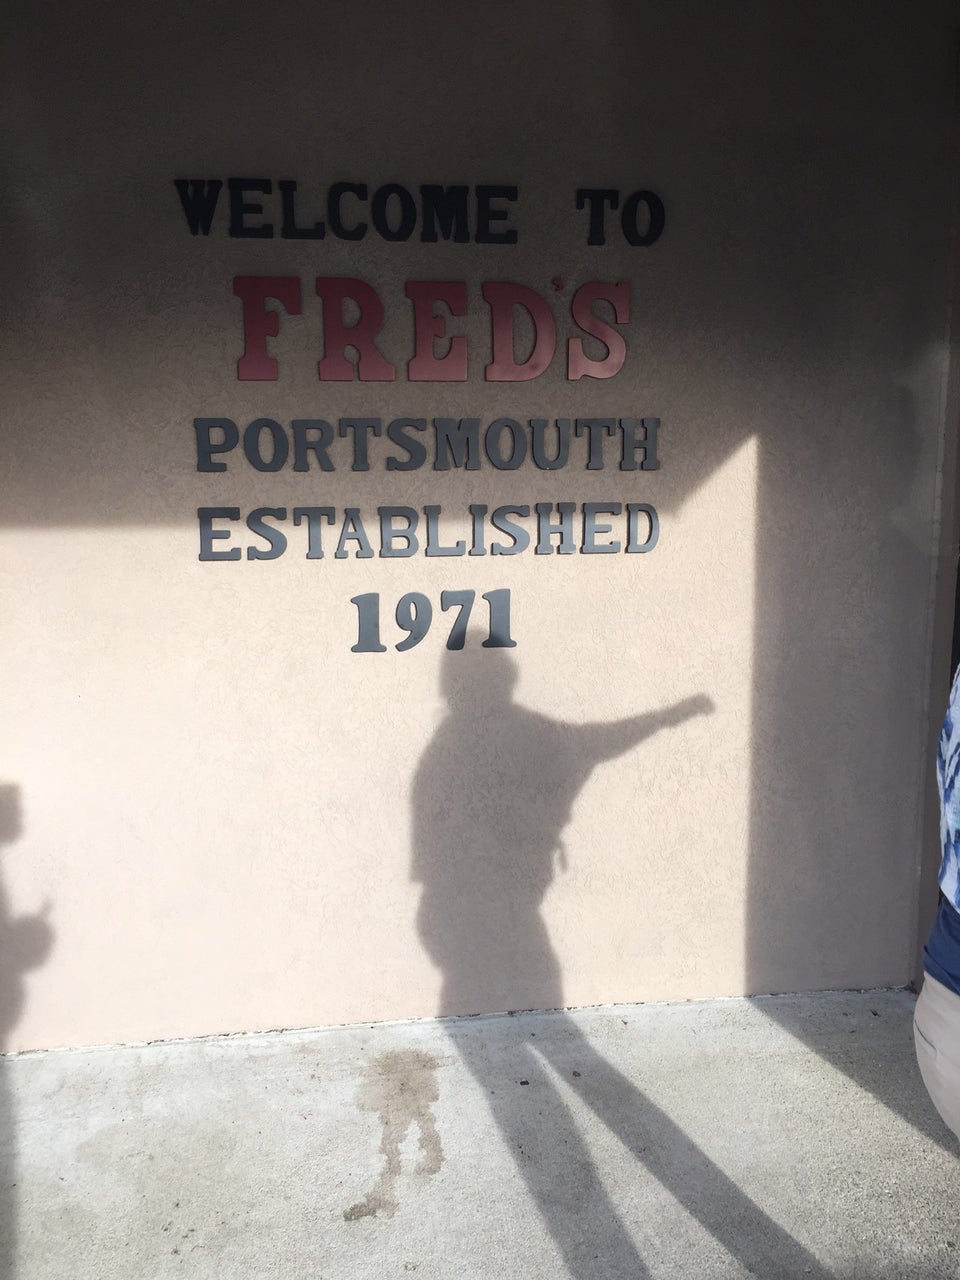 WELCOME TO
FRED'S
PORTSMOUTH
ESTABLISHED
1971